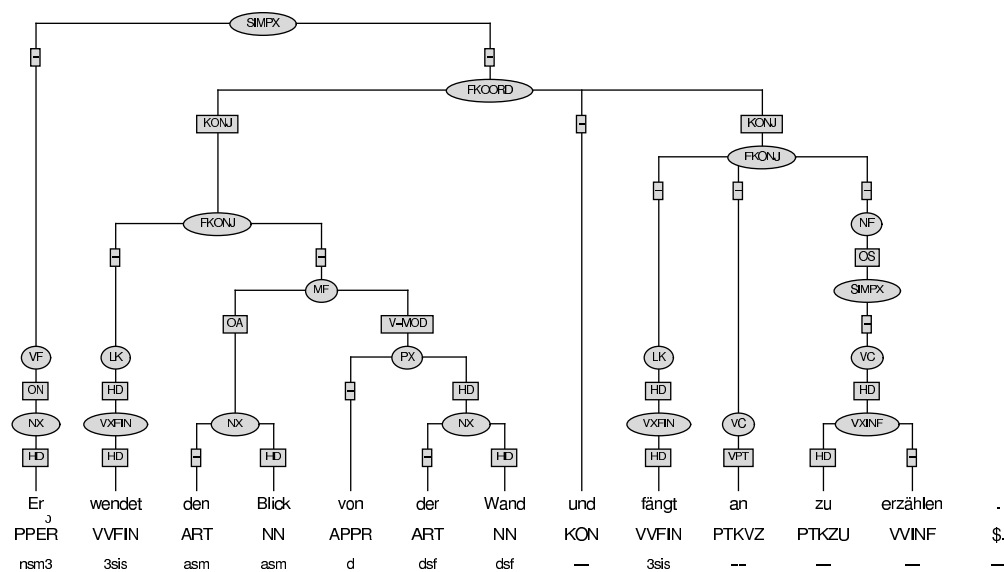 SIMPX
- -
FKOORD
KONJ - KONJ
FKONJ
- - -
FKONJ NF
- - OS
MF SIMPX
OA V-MOD -
VF LK PX LK VC
ON HD - HD HD HD
NX VXFIN NX NX VXFIN VC VXINF
HD HD - HD - HD HD VPT HD -
Er wendet den Blick von der Wand und fängt an zu erzählen .
PPER VVFIN ART NN APPR ART NN KON VVFIN PTKVZ PTKZU VVINF $.
nsm3 3sis asm asm d dsf dsf — 3sis -- — — —